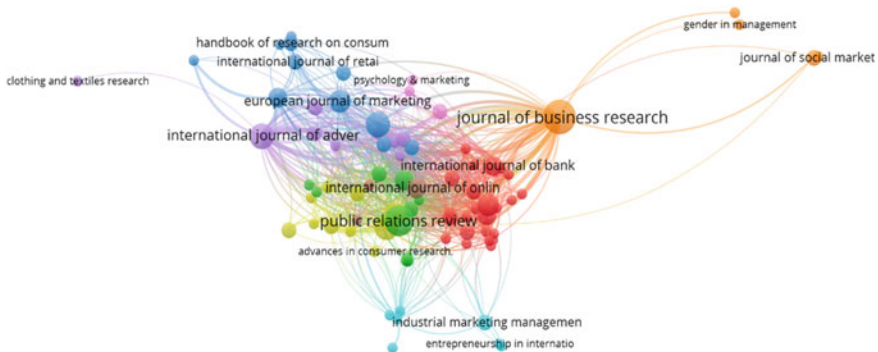 handbook of research on consum
gender in management
international journal of retai
journal of social market
clothing and textiles research
psychology & marketing
european journal of marketing
journal of business research
international journal of adver
international journal of bank
international journal of onlin
public relations review
advances in consumer research.
industrial marketing managemen
entrepreneurship in internatio